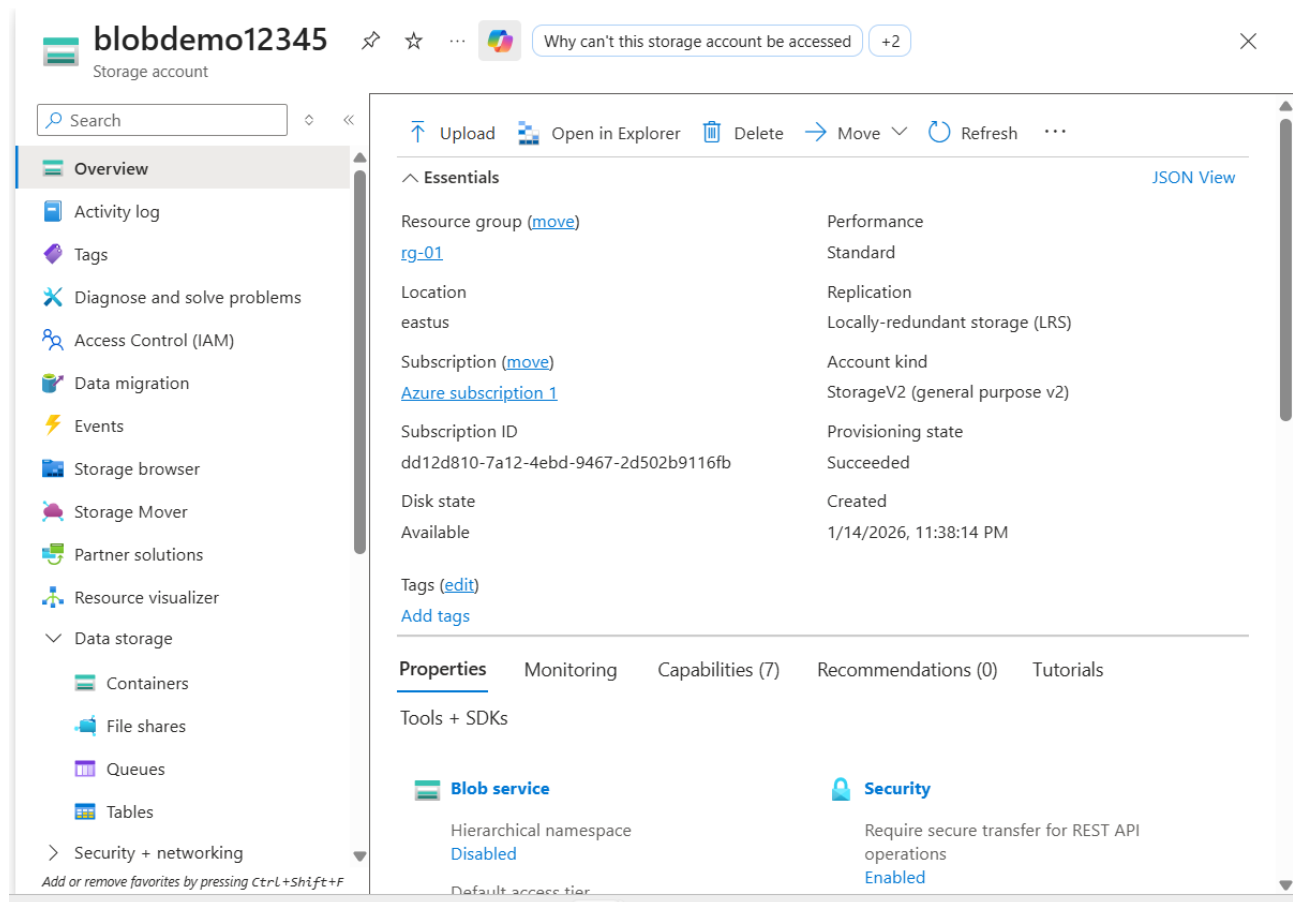 blobdemo12345
Why can't this storage account be accessed
+2
Storage account
Search
Overview
Activity log
Tags
Diagnose and solve problems
Access Control (IAM)
Data migration
Events
Storage browser
Storage Mover
Partner solutions
Resource visualizer
Data storage
Containers
File shares
Queues
Tables
Security + networking
Add or remove favorites by pressing Ctrl+Shift+F
Upload
Open in Explorer
Delete
Move
Refresh
Essentials
JSON View
Resource group (move)
rg-01
Location
eastus
Subscription (move)
Azure subscription 1
Subscription ID
dd12d810-7a12-4ebd-9467-2d502b9116fb
Disk state
Available
Performance
Standard
Replication
Locally-redundant storage (LRS)
Account kind
StorageV2 (general purpose v2)
Provisioning state
Succeeded
Created
1/14/2026, 11:38:14 PM
Tags (edit)
Add tags
Properties
Monitoring
Capabilities (7)
Recommendations (0)
Tutorials
Tools + SDKs
Blob service
Hierarchical namespace
Disabled
Default access tier
Security
Require secure transfer for REST API
operations
Enabled